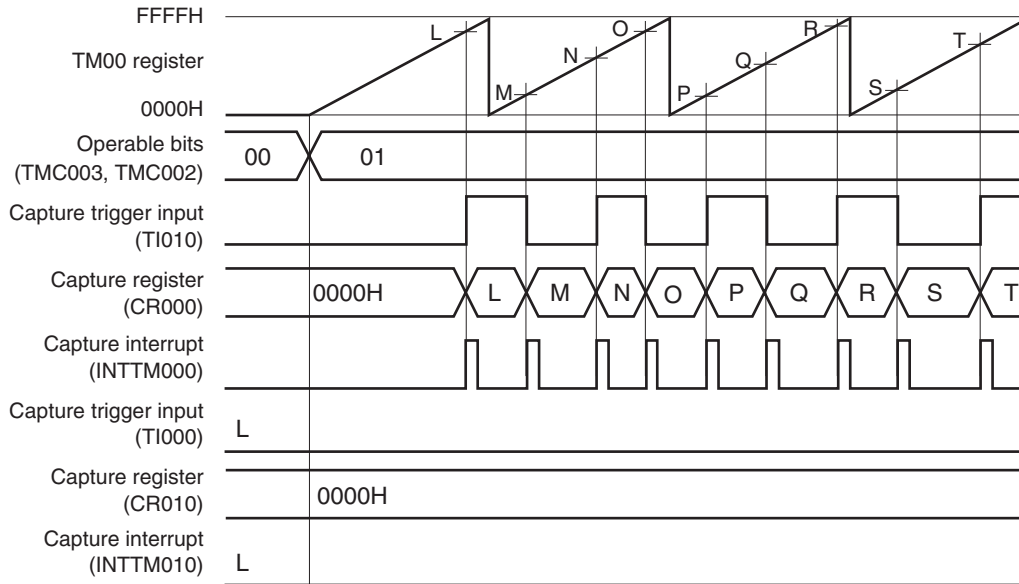 FFFFH
L
O
R
T
TM00 register
N
Q
M
P
S
0000H
Operable bits
(TMC003, TMC002)
00
01
Capture trigger input
(TI010)
Capture register
(CR000)
0000H
L
M
N
O
P
Q
R
S
T
Capture interrupt
(INTTM000)
Capture trigger input
(TI000)
L
Capture register
(CR010)
0000H
Capture interrupt
(INTTM010)
L